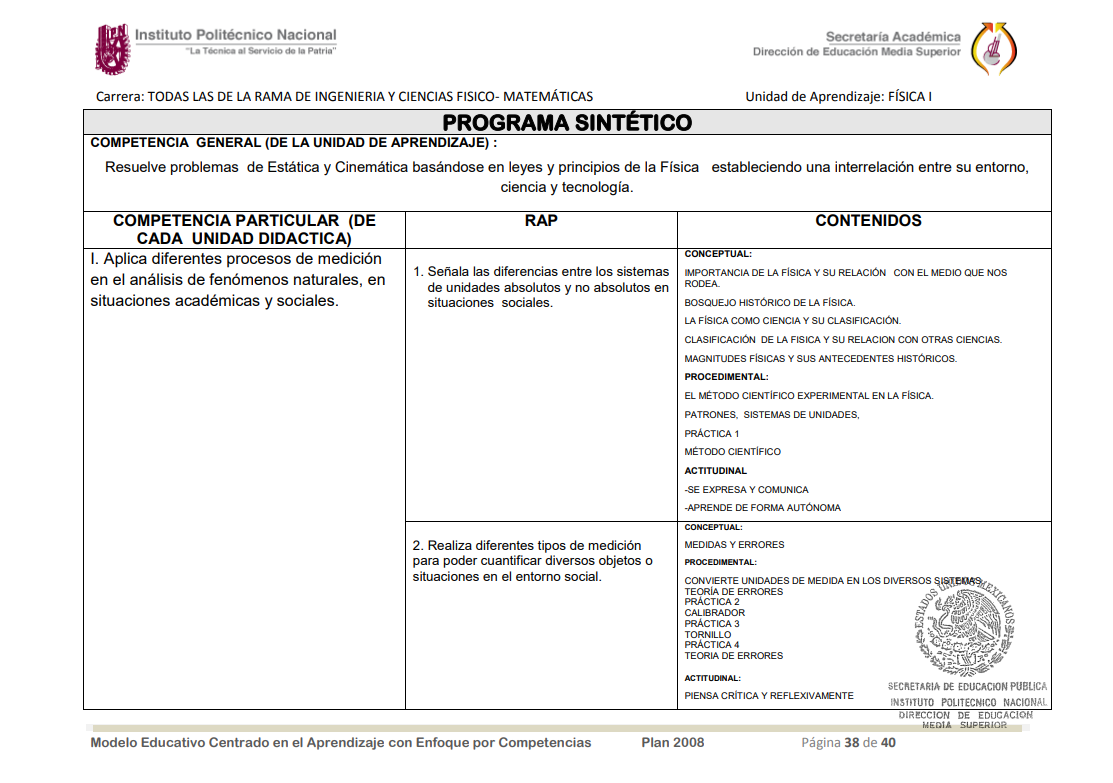 Instituto Politécnico Nacional
"La Técnica al Servicio de la Patria"
Secretaría Académica
Dirección de Educación Media Superior
Carrera: TODAS LAS DE LA RAMA DE INGENIERIA Y CIENCIAS FISICO- MATEMÁTICAS
Unidad de Aprendizaje: FÍSICA I
PROGRAMA SINTÉTICO
COMPETENCIA GENERAL (DE LA UNIDAD DE APRENDIZAJE) :
Resuelve problemas de Estática y Cinemática basándose en leyes y principios de la Física estableciendo una interrelación entre su entorno,
ciencia y tecnología.
COMPETENCIA PARTICULAR (DE
CADA UNIDAD DIDACTICA)
RAP
CONTENIDOS
I. Aplica diferentes procesos de medición
en el análisis de fenómenos naturales, en
situaciones académicas y sociales.
1. Señala las diferencias entre los sistemas
de unidades absolutos y no absolutos en
situaciones sociales.
CONCEPTUAL:
IMPORTANCIA DE LA FÍSICA Y SU RELACIÓN CON EL MEDIO QUE NOS
RODEA.
BOSQUEJO HISTÓRICO DE LA FÍSICA.
LA FÍSICA COMO CIENCIA Y SU CLASIFICACIÓN.
CLASIFICACIÓN DE LA FISICA Y SU RELACION CON OTRAS CIENCIAS.
MAGNITUDES FÍSICAS Y SUS ANTECEDENTES HISTÓRICOS.
PROCEDIMENTAL:
EL MÉTODO CIENTÍFICO EXPERIMENTAL EN LA FÍSICA.
PATRONES, SISTEMAS DE UNIDADES,
PRÁCTICA 1
MÉTODO CIENTÍFICO
ACTITUDINAL
-SE EXPRESA Y COMUNICA
-APRENDE DE FORMA AUTÓNOMA
2. Realiza diferentes tipos de medición
para poder cuantificar diversos objetos o
situaciones en el entorno social.
CONCEPTUAL:
MEDIDAS Y ERRORES
PROCEDIMENTAL:
CONVIERTE UNIDADES DE MEDIDA EN LOS DIVERSOS SISTEMAS
TEORÍA DE ERRORES
PRÁCTICA 2
CALIBRADOR
PRÁCTICA 3
TORNILLO
PRÁCTICA 4
TEORIA DE ERRORES
ACTITUDINAL:
PIENSA CRÍTICA Y REFLEXIVAMENTE
ESTADOS UNIDOS MEXICANOS
SECRETARIA DE EDUCACION PUBLICA
INSTITUTO POLITECNICO NACIONAL
DIRECCION DE EDUCACION
MEDIA SUPERIOR
Modelo Educativo Centrado en el Aprendizaje con Enfoque por Competencias
Plan 2008
Página 38 de 40